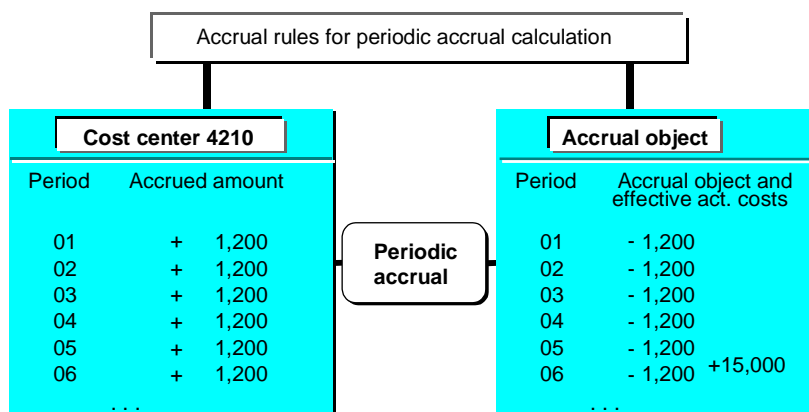 Accrual rules for periodic accrual calculation
Cost center 4210
Period Accrued amount
01 + 1,200
02 + 1,200
03 + 1,200
04 + 1,200
05 + 1,200
06 + 1,200
. . .
Periodic
accrual
Accrual object
Period Accrual object and
effective act. costs
01 - 1,200
02 - 1,200
03 - 1,200
04 - 1,200
05 - 1,200
06 - 1,200 +15,000
. . .